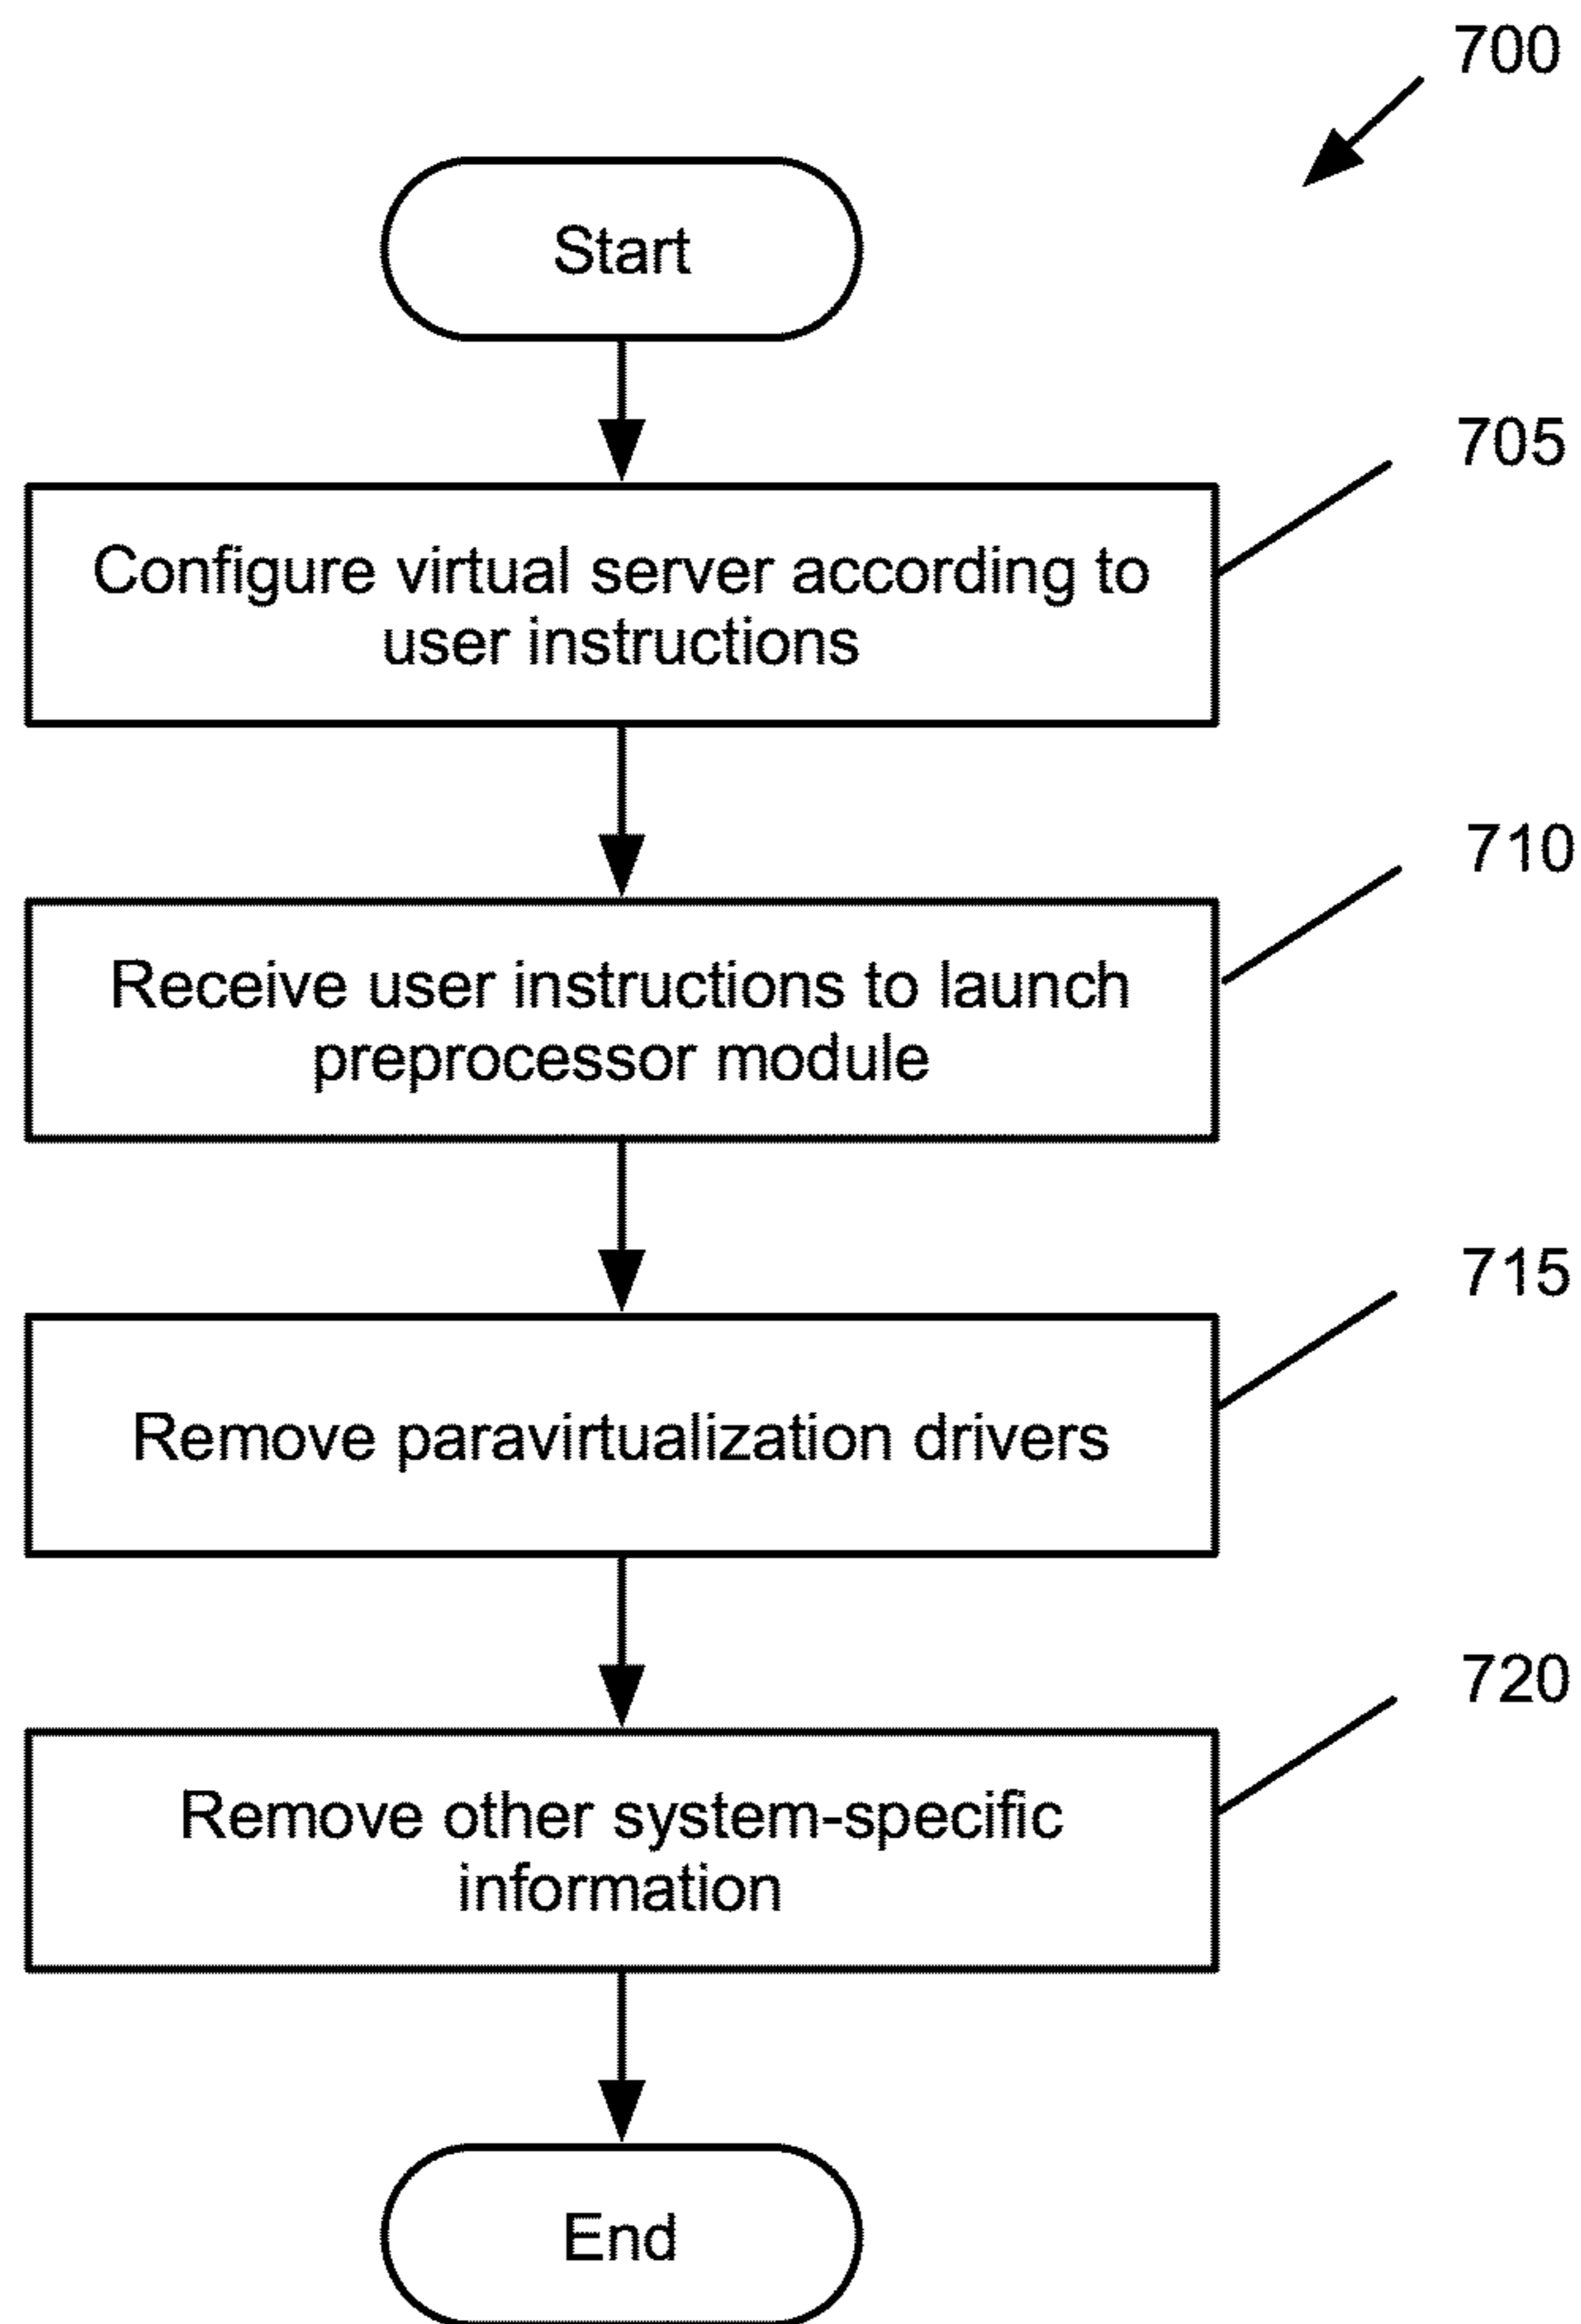 700
Start
705
Configure virtual server according to
user instructions
710
Receive user instructions to launch
preprocessor module
715
Remove paravirtualization drivers
720
Remove other system-specific
information
End